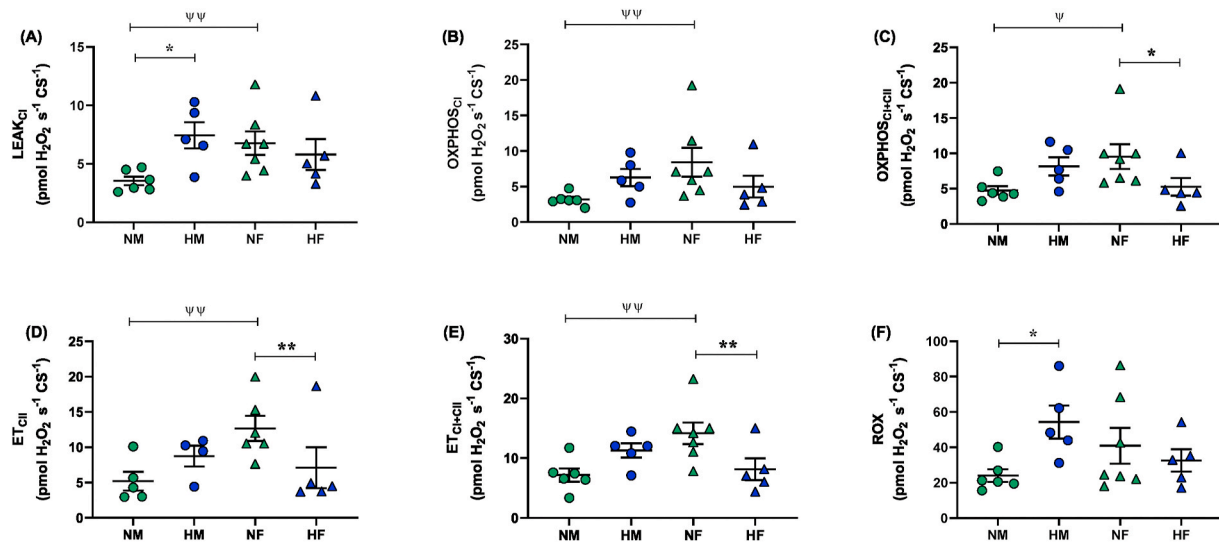 (A)
ψ ψ
*
LEAK_CI
(pmol H₂O₂ s⁻¹ CS⁻¹)
15
10
5
0
NM HM NF HF
(B)
ψ ψ
OXPHOS_CI
(pmol H₂O₂ s⁻¹ CS⁻¹)
25
20
15
10
5
0
NM HM NF HF
(C)
ψ
*
OXPHOS_CI+CII
(pmol H₂O₂ s⁻¹ CS⁻¹)
25
20
15
10
5
0
NM HM NF HF
(D)
ψ ψ
**
ET_CII
(pmol H₂O₂ s⁻¹ CS⁻¹)
25
20
15
10
5
0
NM HM NF HF
(E)
ψ ψ
**
ET_CI+CII
(pmol H₂O₂ s⁻¹ CS⁻¹)
30
20
10
0
NM HM NF HF
(F)
*
ROX
(pmol H₂O₂ s⁻¹ CS⁻¹)
100
80
60
40
20
0
NM HM NF HF